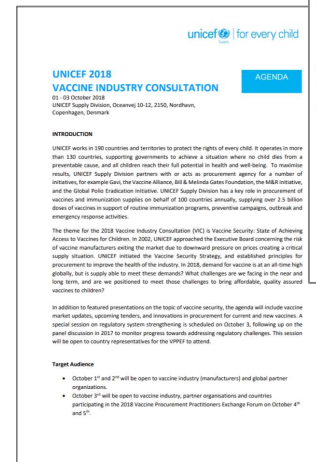 unicef | for every child
UNICEF 2018
VACCINE INDUSTRY CONSULTATION
AGENDA
01 - 03 October 2018
UNICEF Supply Division, Oceanvej 10-12, 2150, Nordhavn,
Copenhagen, Denmark
INTRODUCTION
UNICEF works in 190 countries and territories to protect the rights of every child. It operates in more
than 130 countries, supporting governments to achieve a situation where no child dies from a
preventable cause, and all children reach their full potential in health and well-being. To maximise
results, UNICEF Supply Division partners with or acts as procurement agency for a number of
initiatives, for example Gavi, the Vaccine Alliance, Bill & Melinda Gates Foundation, the M&R Initiative,
and the Global Polio Eradication Initiative. UNICEF Supply Division has a key role in procurement of
vaccines and immunization supplies on behalf of 100 countries annually, supplying over 2.5 billion
doses of vaccines in support of routine immunization programs, preventive campaigns, outbreak and
emergency response activities.
The theme for the 2018 Vaccine Industry Consultation (VIC) is Vaccine Security: State of Achieving
Access to Vaccines for Children. In 2002, UNICEF approached the Executive Board concerning the risk
of vaccine manufacturers exiting the market due to downward pressure on prices creating a critical
supply situation. UNICEF initiated the Vaccine Security Strategy, and established principles for
procurement to improve the health of the industry. In 2018, demand for vaccine is at an all-time high
globally, but is supply able to meet these demands? What challenges are we facing in the near and
long term, and are we positioned to meet those challenges to bring affordable, quality assured
vaccines to children?
In addition to featured presentations on the topic of vaccine security, the agenda will include vaccine
market updates, upcoming tenders, and innovations in procurement for current and new vaccines. A
special session on regulatory system strengthening is scheduled on October 3, following up on the
panel discussion in 2017 to monitor progress towards addressing regulatory challenges. This session
will be open to country representatives for the VPPEF to attend.
Target Audience
• October 1st and 2nd will be open to vaccine industry (manufacturers) and global partner
organizations.
• October 3rd will be open to vaccine industry, partner organisations and countries
participating in the 2018 Vaccine Procurement Practitioners Exchange Forum on October 4th
and 5th.